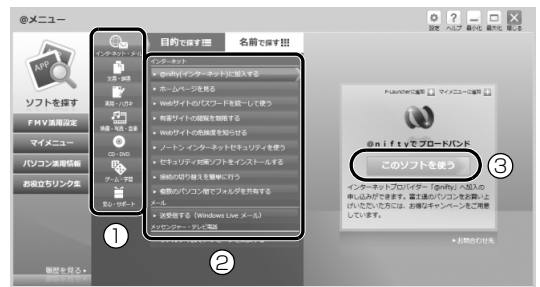 @メニュー
設定 ヘルプ 最小化 最大化 閉じる
APP
ソフトを探す
FMV活用設定
マイメニュー
パソコン活用情報
お役立ちリンク集
履歴を見る
インターネット・メール
文書・辞書
家計・ハガキ
映像・写真・音楽
CD・DVD
ゲーム・学習
安心・サポート
①
目的で探す
名前で探す
インターネット
@nifty(インターネット)に加入する
ホームページを見る
Webサイトのパスワードを統一して使う
有害サイトの閲覧を制限する
Webサイトの危険度を知らせる
ノートン インターネットセキュリティを使う
セキュリティ対策ソフトをインストールする
接続の切り替えを簡単に行う
複数のパソコン間でフォルダを共有する
メール
送受信する（Windows Live メール）
メッセンジャー・テレビ電話
②
マイメニューに追加
@niftyでブロードバンド
このソフトを使う
③
インターネットプロバイダー「@nifty」へ加入の
申し込みができます。富士通のパソコンをお買い上
げいただいた方には、お得なキャンペーンをご用意
しています。
お問合わせ先